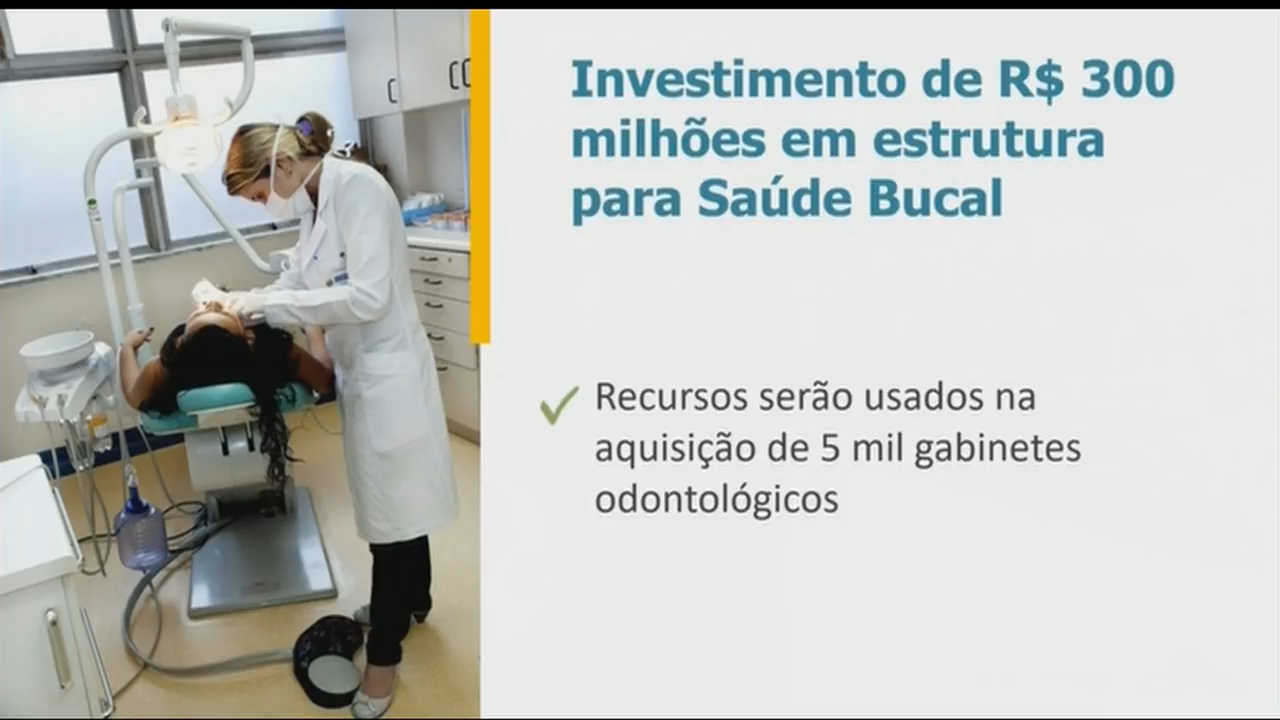 Investimento de R$ 300
milhões em estrutura
para Saúde Bucal
Recursos serão usados na
aquisição de 5 mil gabinetes
odontológicos